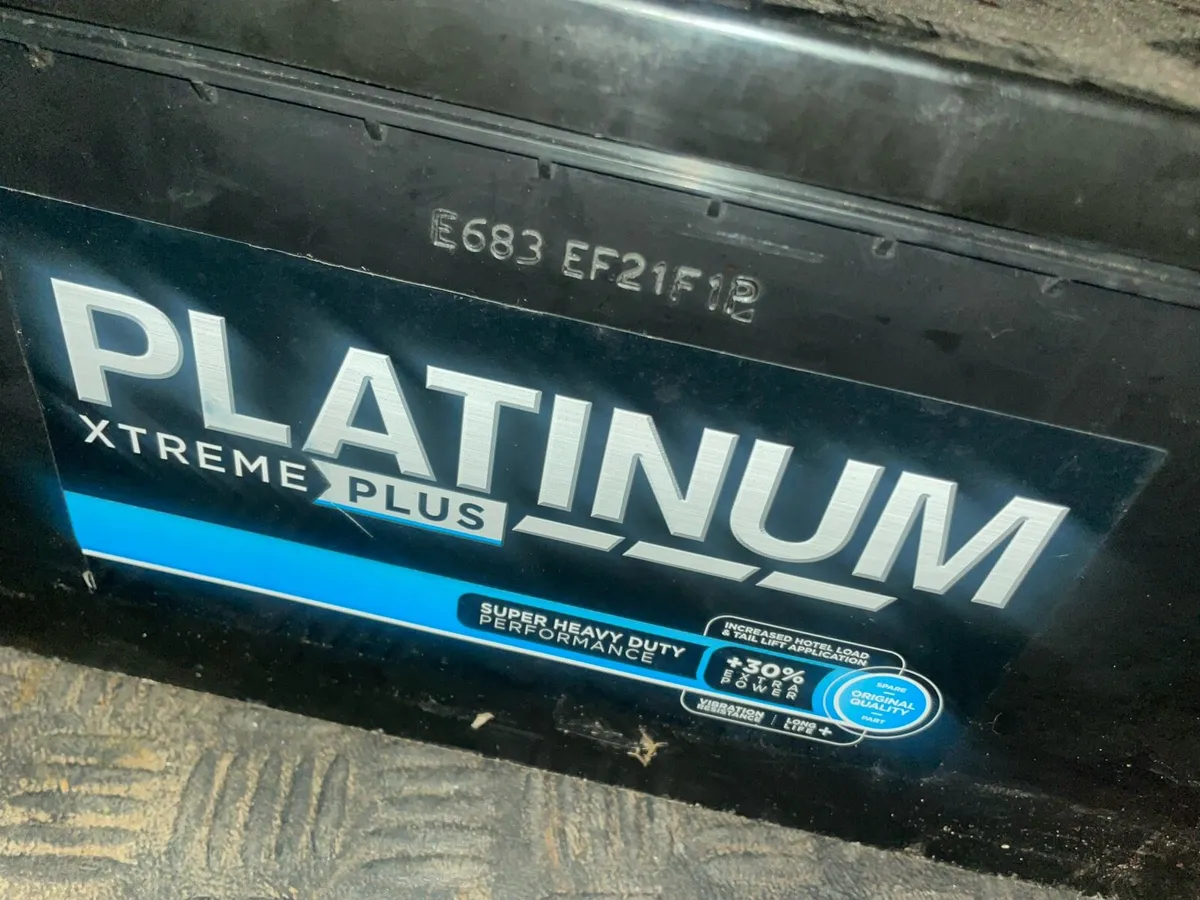 E683 EF21F1
PLATINUM
XTREME PLUS
SUPER HEAVY DUTY
PERFORMANCE
INCREASED HOTEL LOAD
& TAIL LIFT APPLICATION
+30%
EXTRA
POWER
VIBRATION
RESISTANCE
LONG
LIFE +
SPARE
ORIGINAL
QUALITY
PART